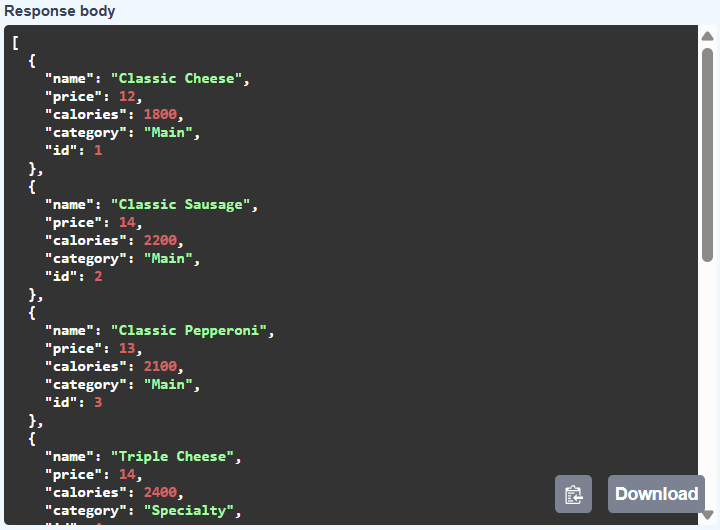 Response body
[
  {
    "name": "Classic Cheese",
    "price": 12,
    "calories": 1800,
    "category": "Main",
    "id": 1
  },
  {
    "name": "Classic Sausage",
    "price": 14,
    "calories": 2200,
    "category": "Main",
    "id": 2
  },
  {
    "name": "Classic Pepperoni",
    "price": 13,
    "calories": 2100,
    "category": "Main",
    "id": 3
  },
  {
    "name": "Triple Cheese",
    "price": 14,
    "calories": 2400,
    "category": "Specialty",
Download